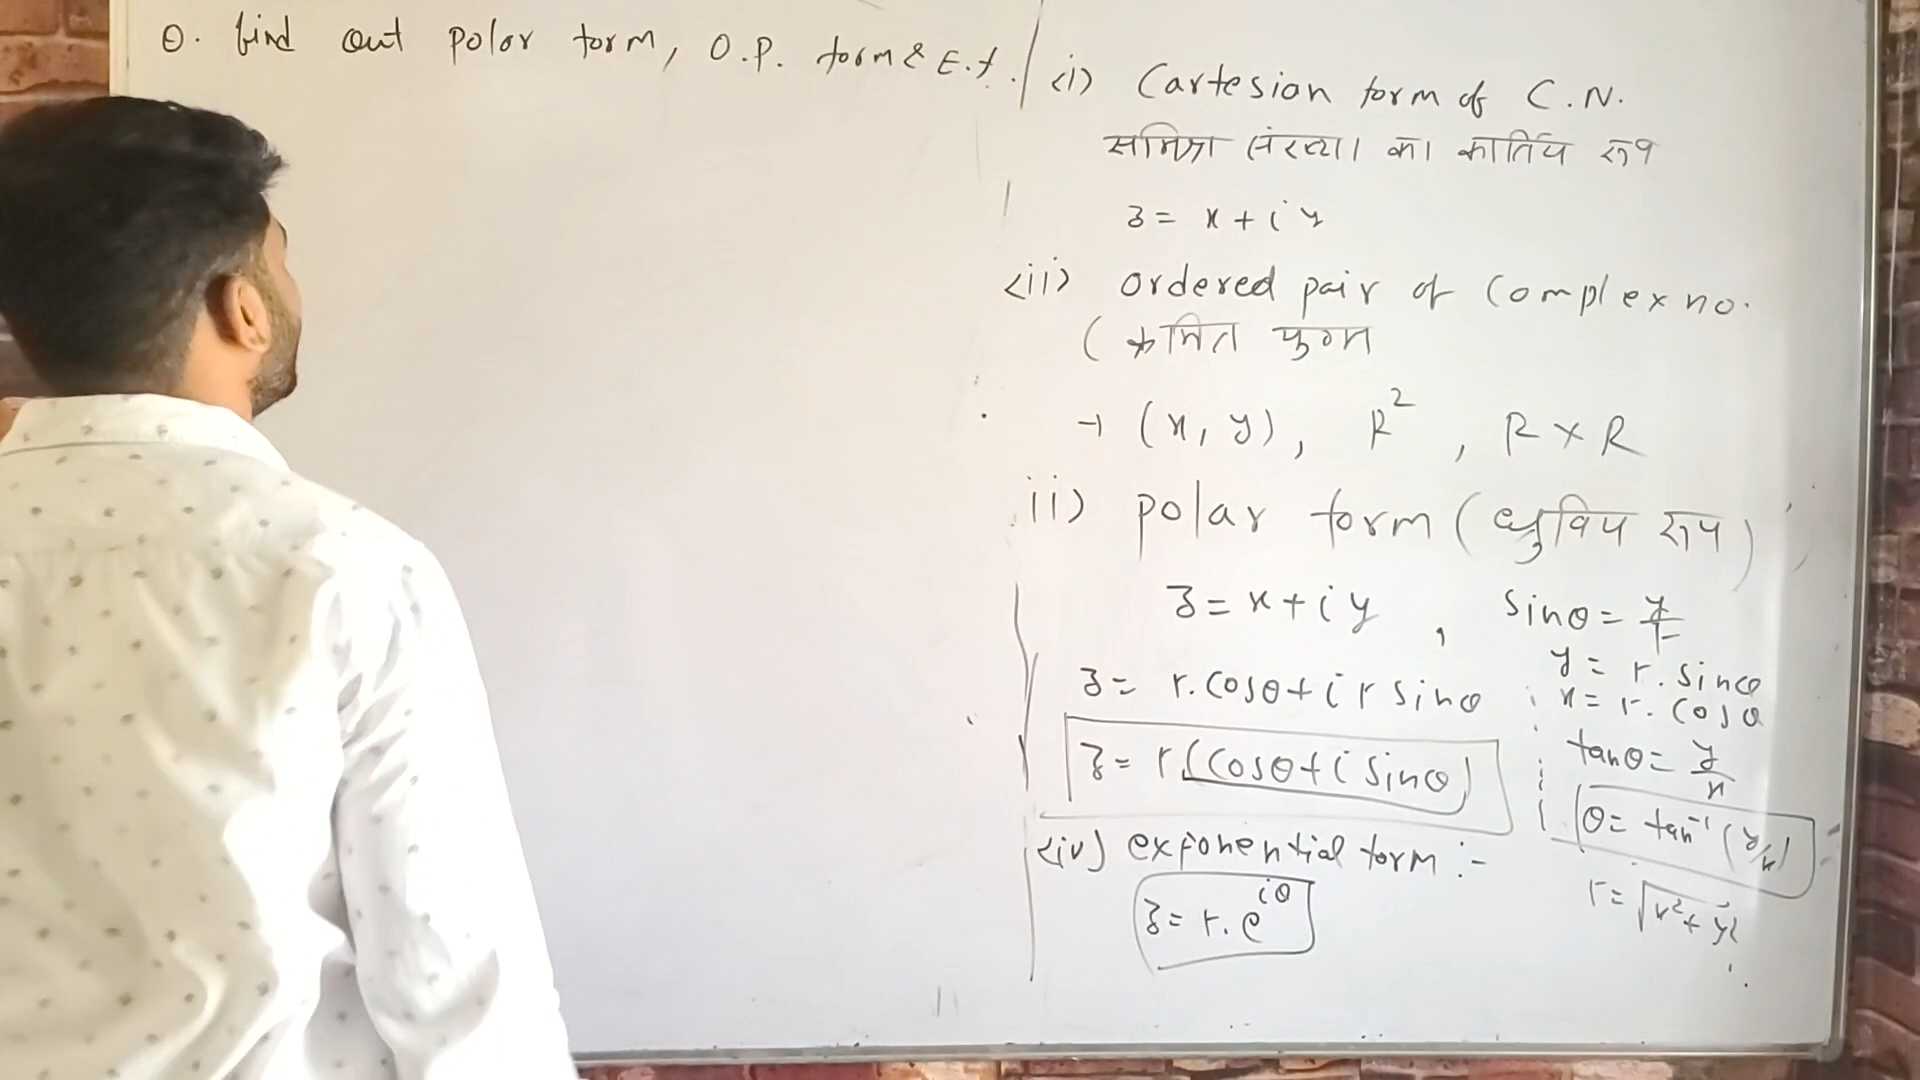 Q. find out polar form, O.P. form & E.f.
(i) Cartesian form of C.N.
समिश्र संख्या का कार्तिय रूप
z = x + iy
(ii) ordered pair of complex no.
(क्रमित युग्म
→ (x, y), R², R × R
ii) polar form (ध्रुविय रूप)
z = x + iy , sinθ = y/r
y = r. sinθ
z = r. cosθ + i r sinθ
x = r. cosθ
z = r (cosθ + i sinθ)
tanθ = y/x
θ = tan⁻¹ (y/x)
(iv) exponential form :-
z = r. e^iθ
r = √x² + y²